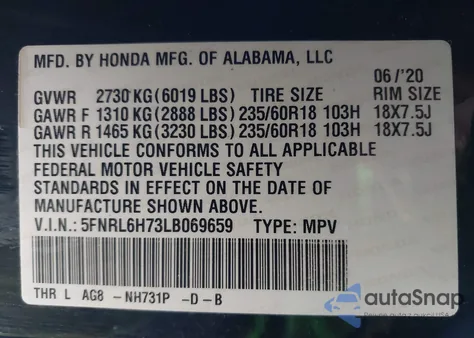 MFD. BY HONDA MFG. OF ALABAMA, LLC
06/'20
GVWR 2730 KG(6019 LBS) TIRE SIZE RIM SIZE
GAWR F 1310 KG(2888 LBS) 235/60R18 103H 18X7.5J
GAWR R 1465 KG(3230 LBS) 235/60R18 103H 18X7.5J
THIS VEHICLE CONFORMS TO ALL APPLICABLE
FEDERAL MOTOR VEHICLE SAFETY
STANDARDS IN EFFECT ON THE DATE OF
MANUFACTURE SHOWN ABOVE.
V.I.N.: 5FNRL6H73LB069659 TYPE: MPV
THR L AG8 -NH731P -D-B
autoSnap